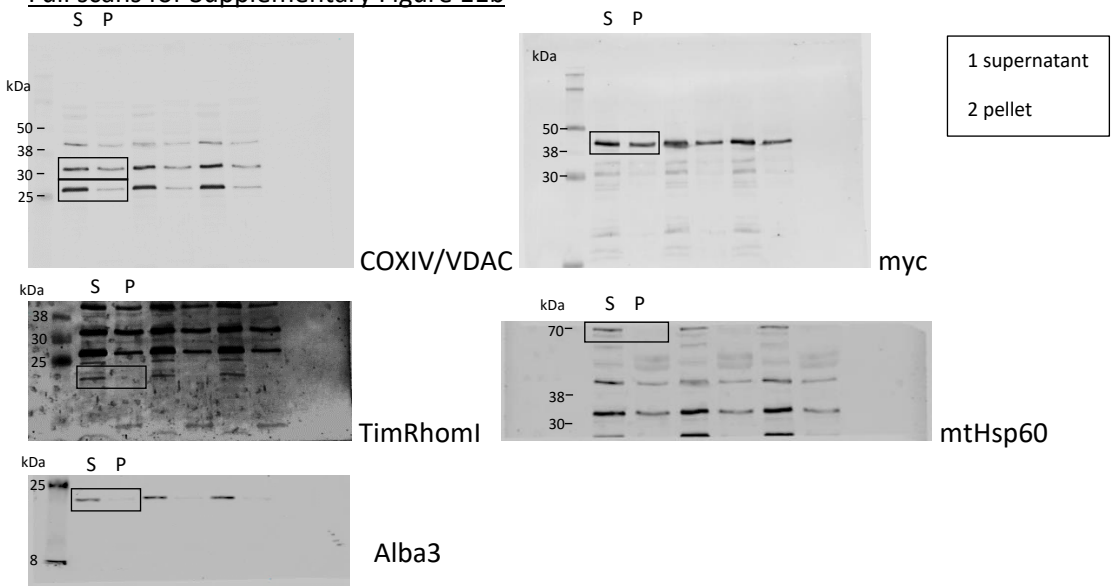 Full scans for Supplementary Figure
S P
kDa
50
38
30
25
COXIV/VDAC
S P
kDa
50
38
30
myc
1 supernatant
2 pellet
kDa S P
38
30
25
TimRhomI
kDa S P
70
38
30
mtHsp60
kDa S P
25
8
Alba3